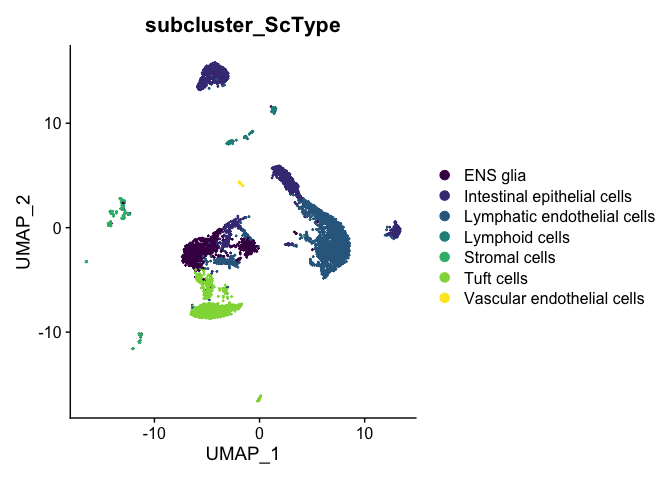 subcluster_ScType
10
0
-10
UMAP_2
-10
0
10
UMAP_1
ENS glia
Intestinal epithelial cells
Lymphatic endothelial cells
Lymphoid cells
Stromal cells
Tuft cells
Vascular endothelial cells